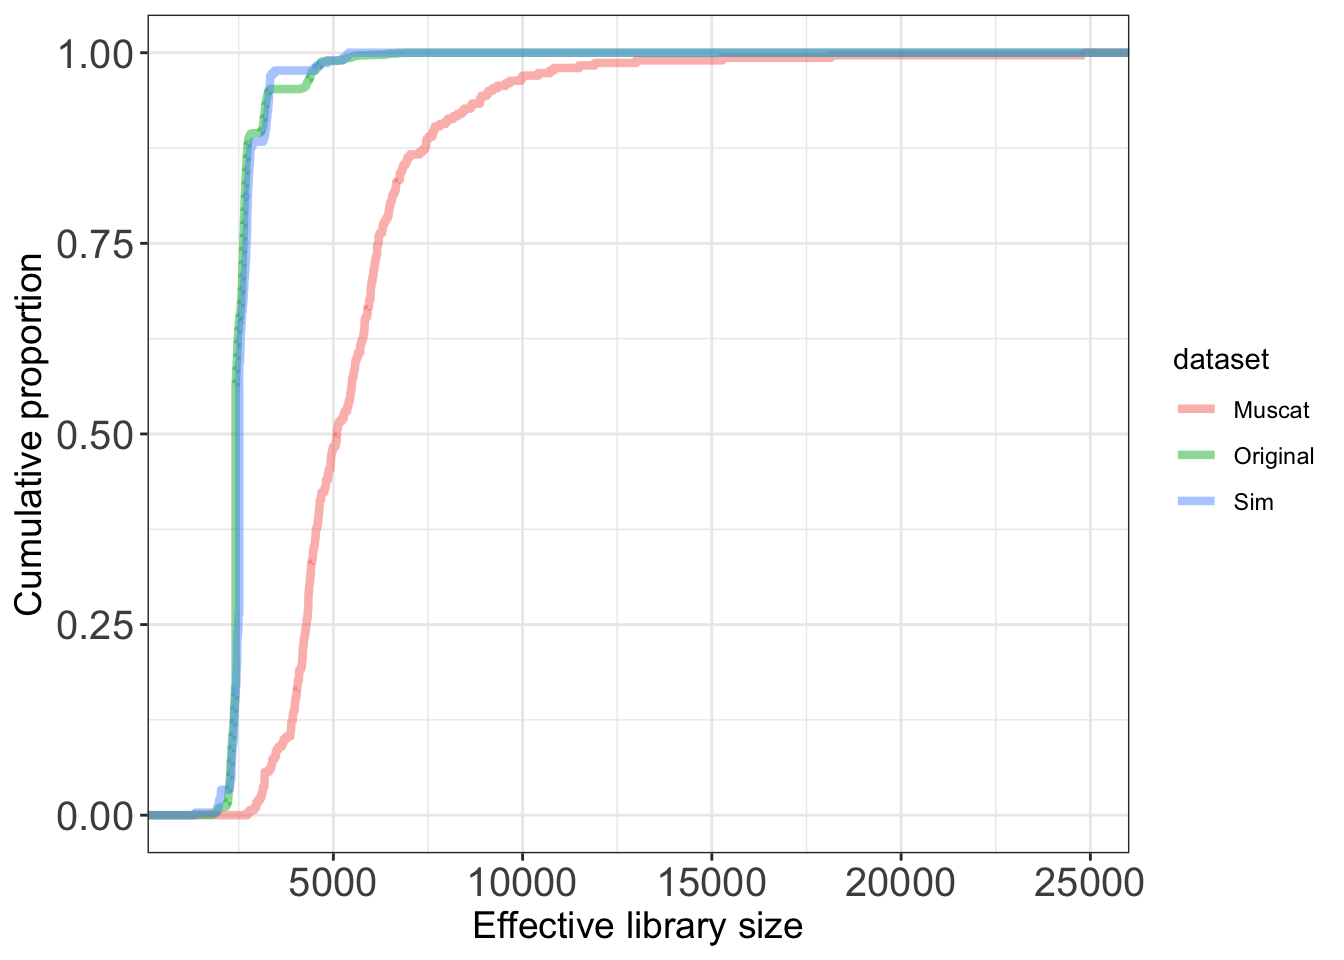 1.00
0.75
0.50
0.25
0.00
Cumulative proportion
5000 10000 15000 20000 25000
Effective library size
dataset
Muscat
Original
Sim